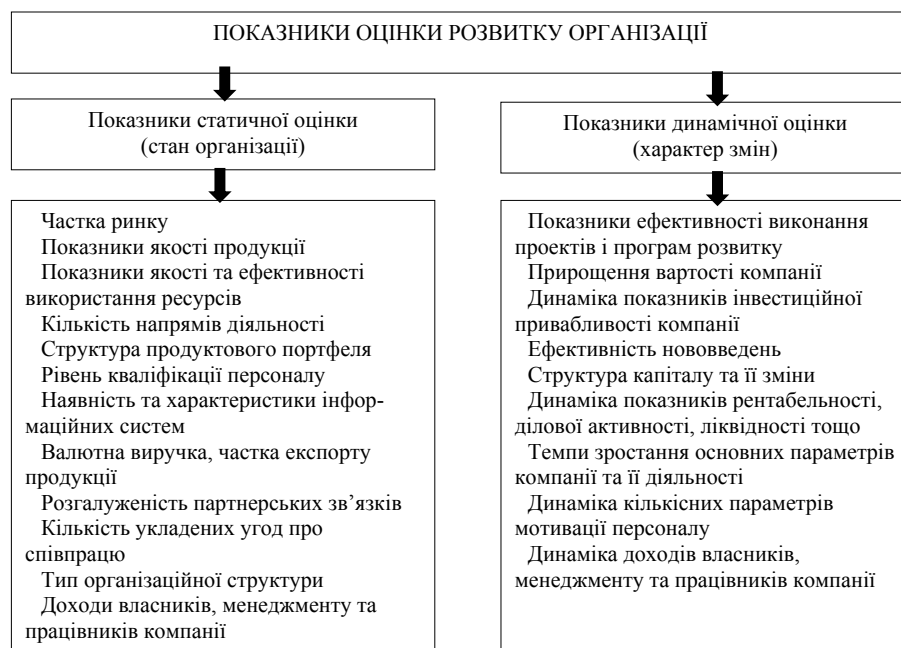 ПОКАЗНИКИ ОЦІНКИ РОЗВИТКУ ОРГАНІЗАЦІЇ
Показники статичної оцінки
(стан організації)
Частка ринку
Показники якості продукції
Показники якості та ефективності
використання ресурсів
Кількість напрямів діяльності
Структура продуктового портфеля
Рівень кваліфікації персоналу
Наявність та характеристики інфор-
маційних систем
Валютна виручка, частка експорту
продукції
Розгалуженість партнерських зв’язків
Кількість укладених угод про
співпрацю
Тип організаційної структури
Доходи власників, менеджменту та
працівників компанії
Показники динамічної оцінки
(характер змін)
Показники ефективності виконання
проектів і програм розвитку
Прирощення вартості компанії
Динаміка показників інвестиційної
привабливості компанії
Ефективність нововведень
Структура капіталу та її зміни
Динаміка показників рентабельності,
ділової активності, ліквідності тощо
Темпи зростання основних параметрів
компанії та її діяльності
Динаміка кількісних параметрів
мотивації персоналу
Динаміка доходів власників,
менеджменту та працівників компанії